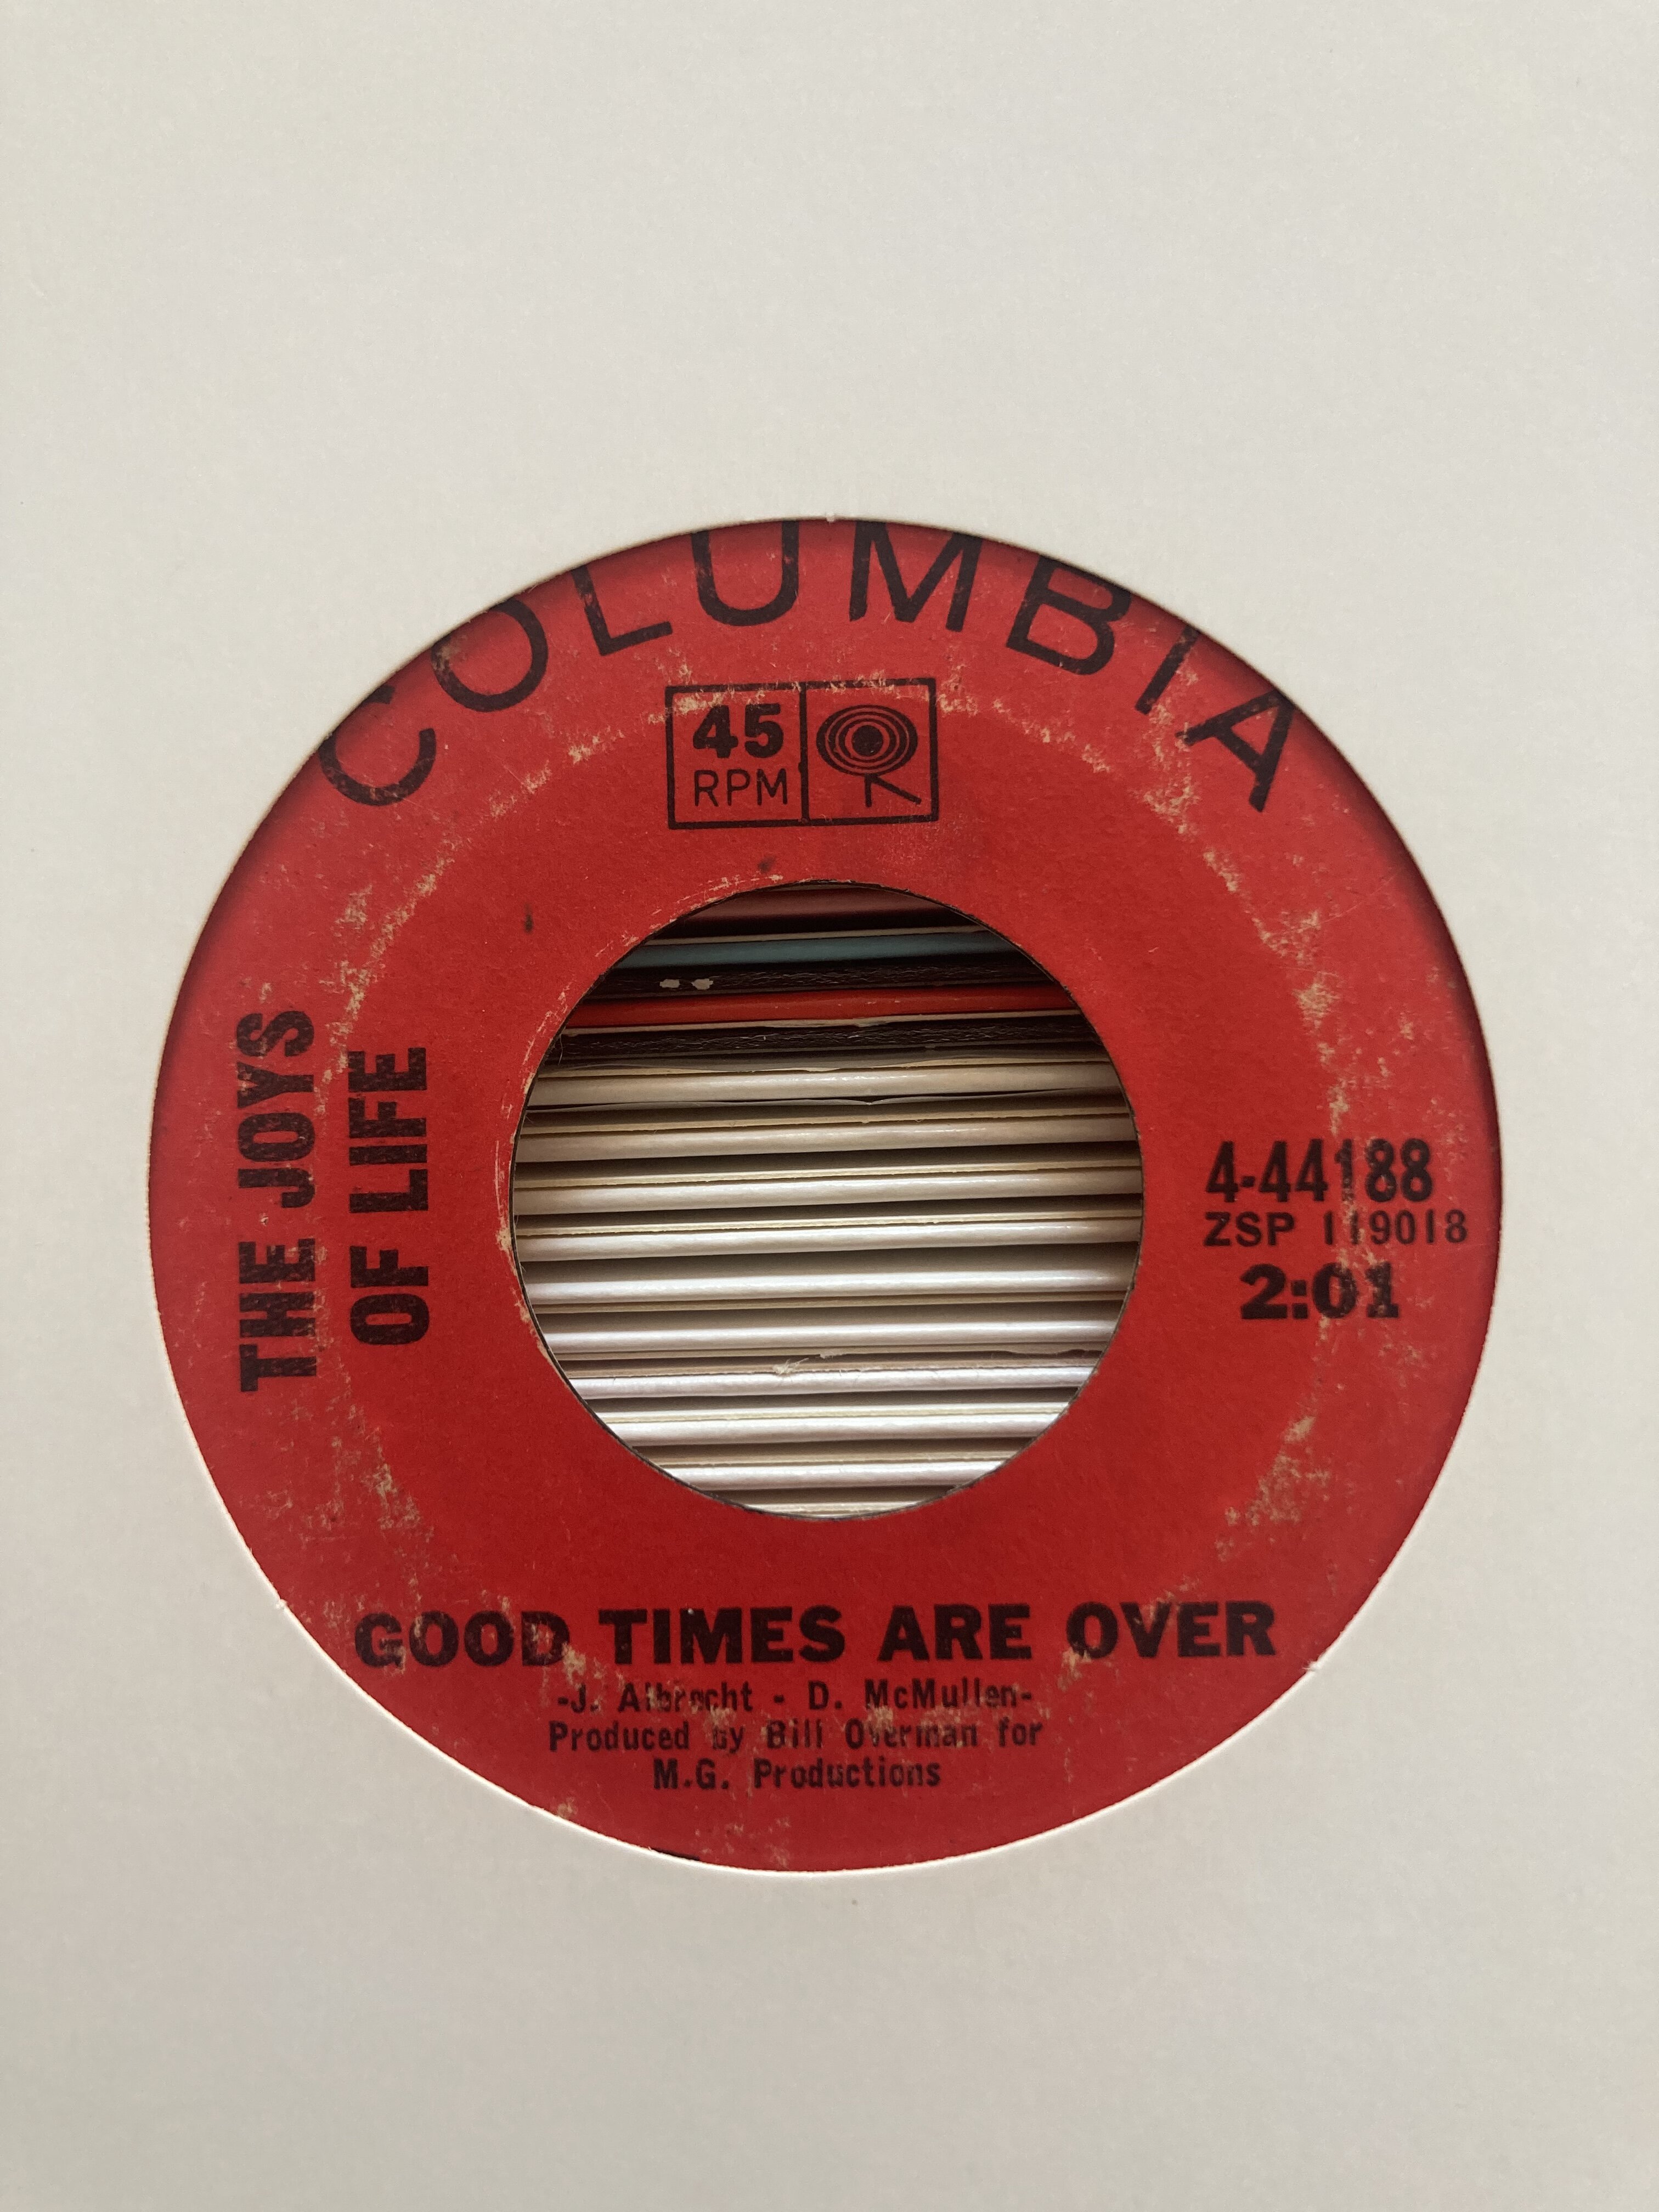 COLUMBIA
45
RPM
THE JOYS
OF LIFE
4-44188
ZSP 119018
2:01
GOOD TIMES ARE OVER
-J. Albrecht - D. McMullen-
Produced by Bill Overman for
M.G. Productions